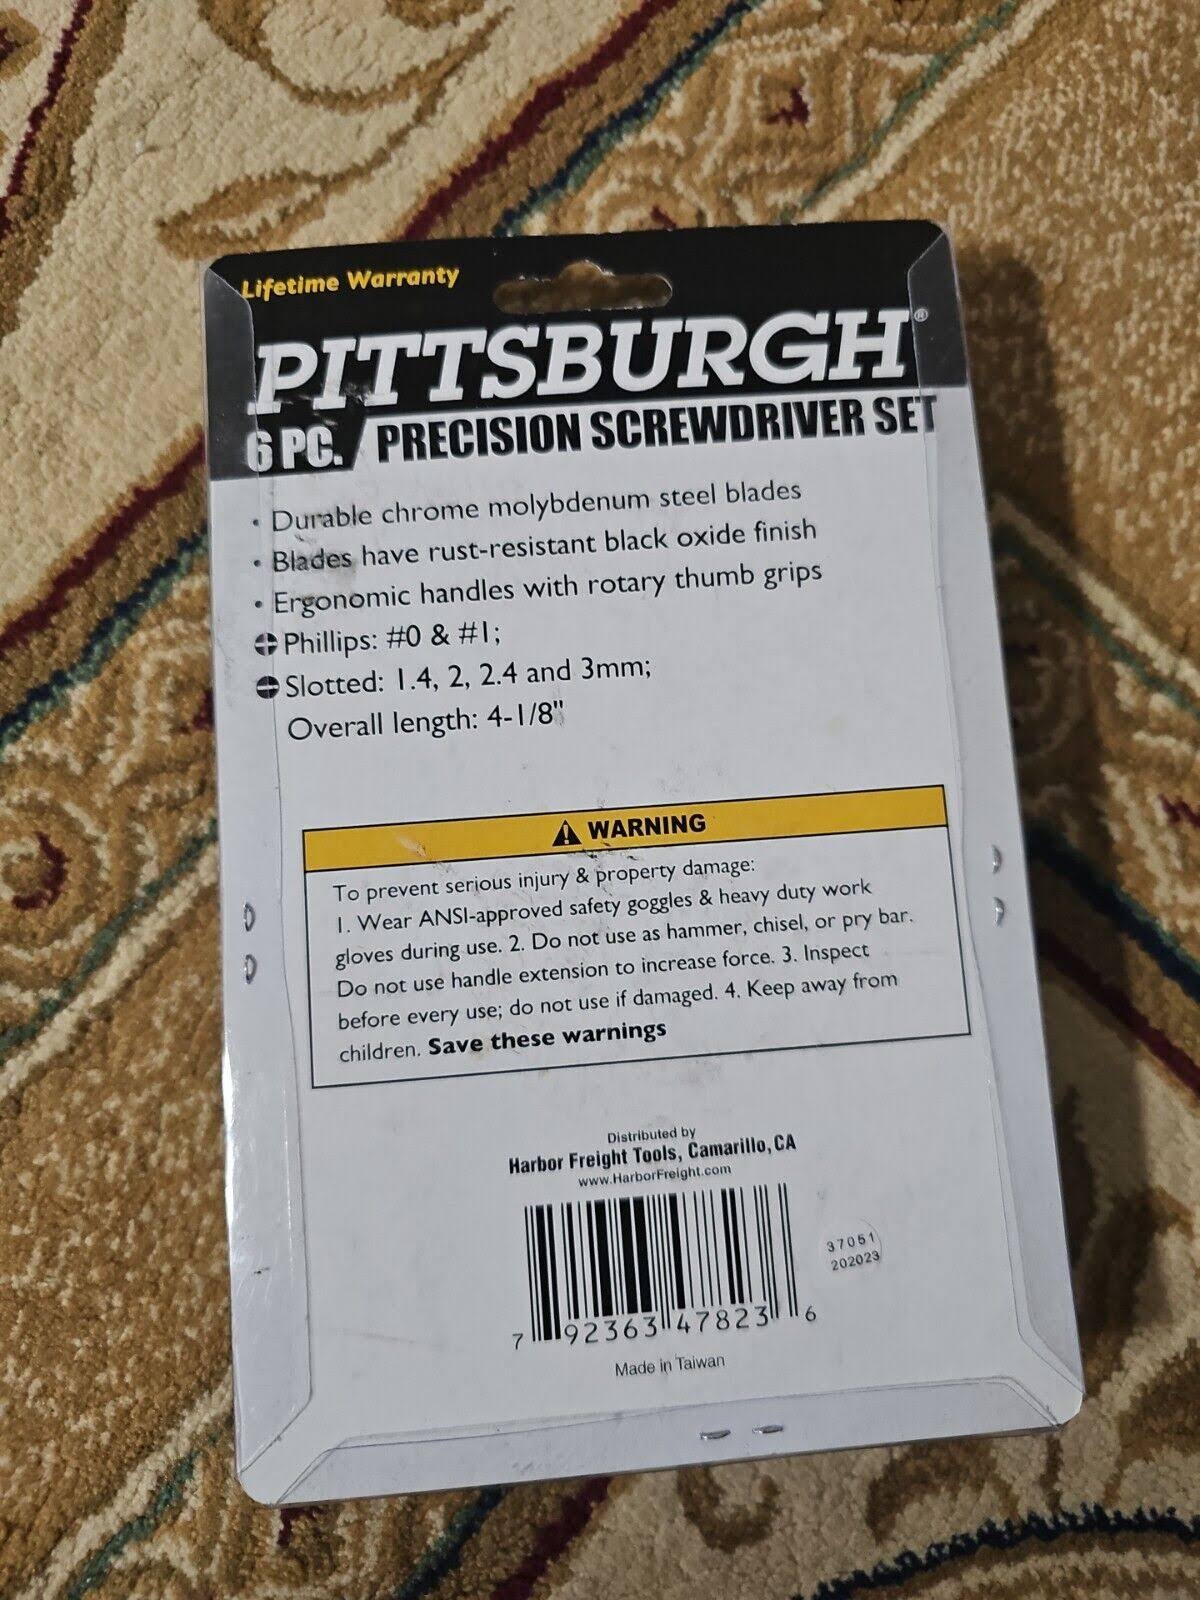 Lifetime Warranty
PITTSBURGH®
6 PC. / PRECISION SCREWDRIVER SET
• Durable chrome molybdenum steel blades
• Blades have rust-resistant black oxide finish
• Ergonomic handles with rotary thumb grips
Phillips: #0 & #1;
Slotted: 1.4, 2, 2.4 and 3mm;
Overall length: 4-1/8"
⚠ WARNING
To prevent serious injury & property damage:
1. Wear ANSI-approved safety goggles & heavy duty work
gloves during use. 2. Do not use as hammer, chisel, or pry bar.
Do not use handle extension to increase force. 3. Inspect
before every use; do not use if damaged. 4. Keep away from
children. Save these warnings
Distributed by
Harbor Freight Tools, Camarillo, CA
www.HarborFreight.com
37051
202023
7 92363 47823 6
Made in Taiwan